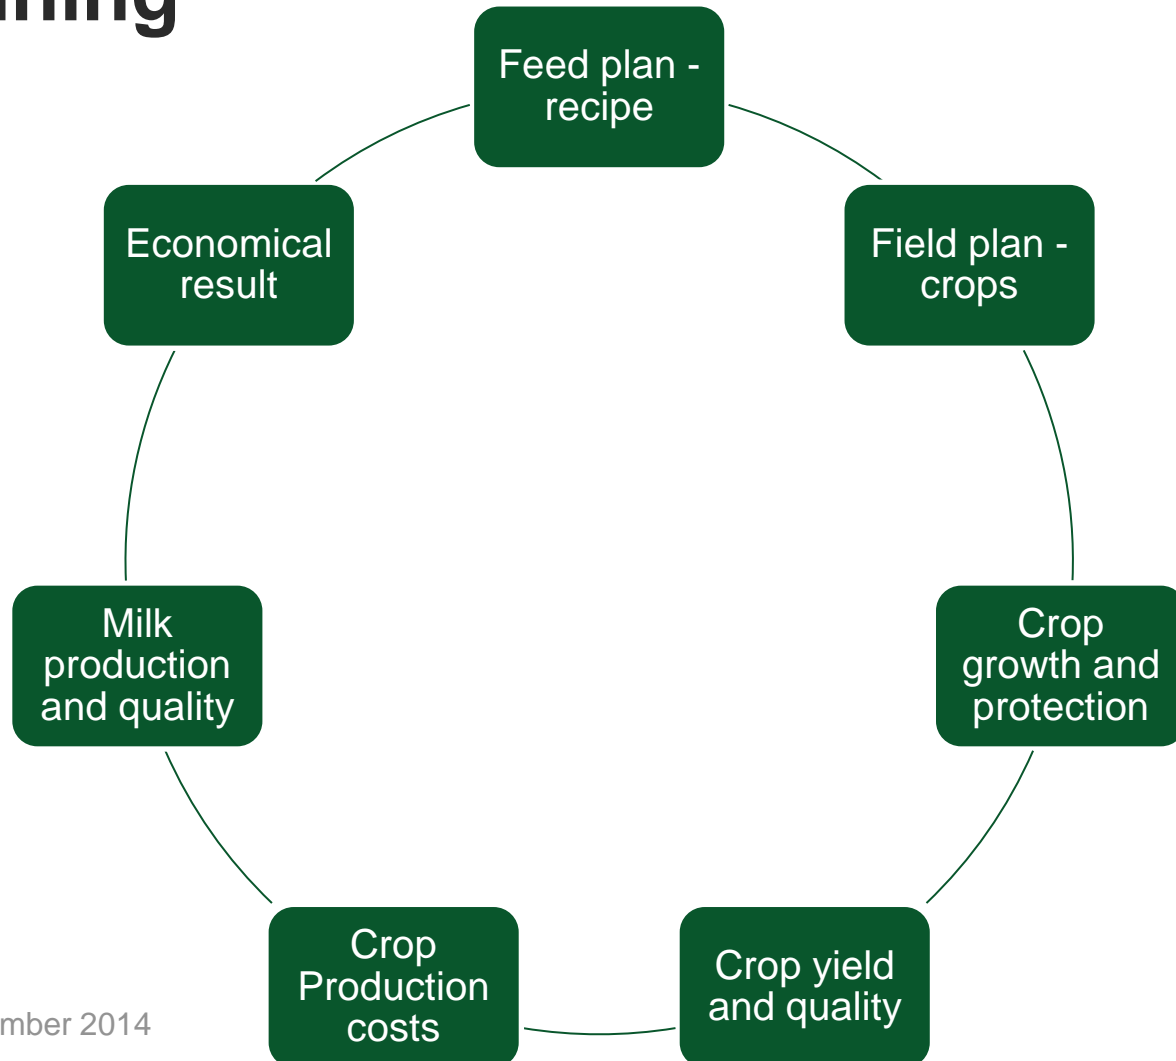 Feed plan -
recipe
Field plan -
crops
Crop
growth and
protection
Crop yield
and quality
Crop
Production
costs
Milk
production
and quality
Economical
result
2014